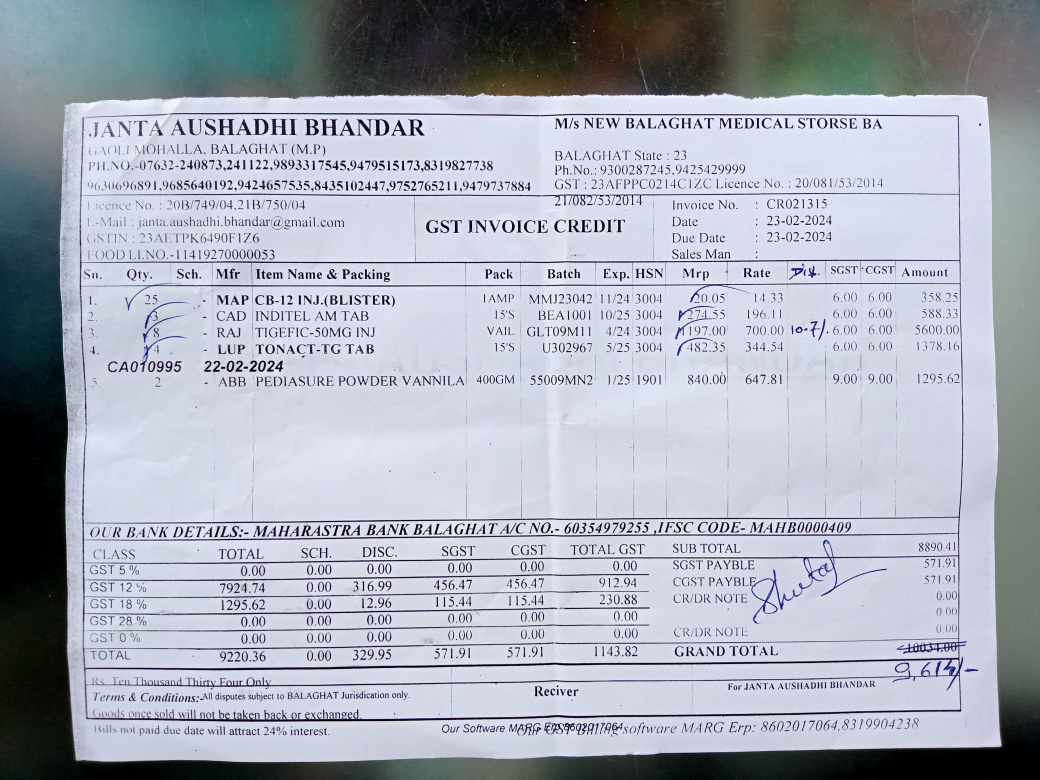 JANTA AUSHADHI BHANDAR
GAOLI MOHALLA, BALAGHAT (M.P)
PH.NO.-07632-240873,241122,9893317545,9479515173,8319827738
9630696891,9685640192,9424657535,8435102447,9752765211,9479737884
M/s NEW BALAGHAT MEDICAL STORSE BA
BALAGHAT State : 23
Ph.No.: 9300287245,9425429999
GST : 23AFPPC0214C1ZC Licence No. : 20/081/53/2014
21/082/53/2014
Licence No. : 20B/749/04,21B/750/04
E-Mail : janta.aushadhi.bhandar@gmail.com
GSTIN : 23AETPK6490F1Z6
FOOD LI.NO.-11419270000053
GST INVOICE CREDIT
Invoice No. : CR021315
Date : 23-02-2024
Due Date : 23-02-2024
Sales Man :
Sn. Qty. Sch. Mfr Item Name & Packing Pack Batch Exp. HSN Mrp Rate Dis. SGST CGST Amount
1. 25 - MAP CB-12 INJ.(BLISTER) 1AMP MMJ23042 11/24 3004 20.05 14.33 6.00 6.00 358.25
2. 3 - CAD INDITEL AM TAB 15'S BEA1001 10/25 3004 274.55 196.11 6.00 6.00 588.33
3. 8 - RAJ TIGEFIC-50MG INJ VAIL GLT09M11 4/24 3004 1197.00 700.00 10.7/. 6.00 6.00 5600.00
4. 4 - LUP TONACT-TG TAB 15'S U302967 5/25 3004 482.35 344.54 6.00 6.00 1378.16
CA010995 22-02-2024
5. 2 - ABB PEDIASURE POWDER VANNILA 400GM 55009MN2 1/25 1901 840.00 647.81 9.00 9.00 1295.62
OUR BANK DETAILS:- MAHARASTRA BANK BALAGHAT A/C NO.- 60354979255 ,IFSC CODE- MAHB0000409
CLASS TOTAL SCH. DISC. SGST CGST TOTAL GST
GST 5 % 0.00 0.00 0.00 0.00 0.00 0.00
GST 12 % 7924.74 0.00 316.99 456.47 456.47 912.94
GST 18 % 1295.62 0.00 12.96 115.44 115.44 230.88
GST 28 % 0.00 0.00 0.00 0.00 0.00 0.00
GST 0 % 0.00 0.00 0.00 0.00 0.00 0.00
TOTAL 9220.36 0.00 329.95 571.91 571.91 1143.82
SUB TOTAL 8890.41
SGST PAYBLE 571.91
CGST PAYBLE 571.91
CR/DR NOTE 0.00
0.00
CR/DR NOTE 0.00
GRAND TOTAL 10034.00
9,614/-
Rs. Ten Thousand Thirty Four Only
Terms & Conditions:-All disputes subject to BALAGHAT Jurisdication only.
Goods once sold will not be taken back or exchanged.
Bills not paid due date will attract 24% interest.
Reciver
For JANTA AUSHADHI BHANDAR
Our Software MARG ERP8602017064
Our GST Billing software MARG Erp: 8602017064,8319904238